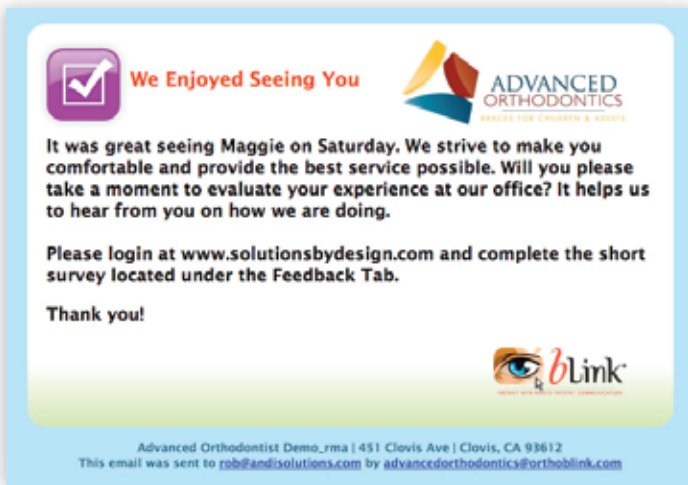 We Enjoyed Seeing You
ADVANCED
ORTHODONTICS
BRACES FOR CHILDREN & ADULTS
It was great seeing Maggie on Saturday. We strive to make you
comfortable and provide the best service possible. Will you please
take a moment to evaluate your experience at our office? It helps us
to hear from you on how we are doing.
Please login at www.solutionsbydesign.com and complete the short
survey located under the Feedback Tab.
Thank you!
bLink
Advanced Orthodontist Demo_rma | 451 Clovis Ave | Clovis, CA 93612
This email was sent to rob@andisolutions.com by advancedorthodontics@orthoblink.com